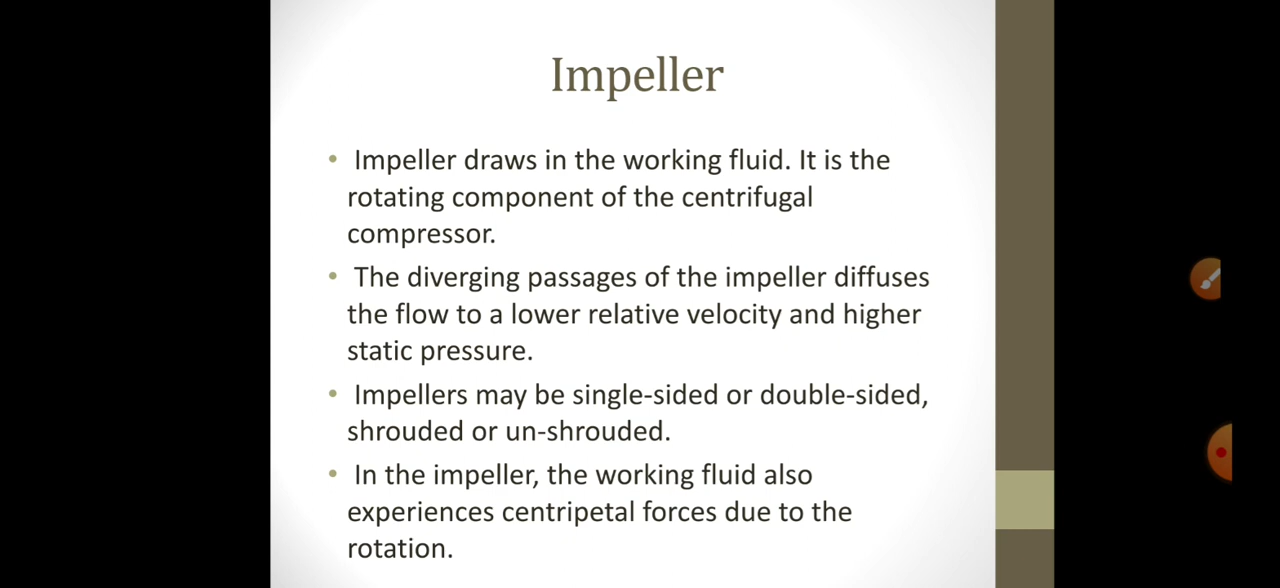 Impeller
• Impeller draws in the working fluid. It is the
rotating component of the centrifugal
compressor.
• The diverging passages of the impeller diffuses
the flow to a lower relative velocity and higher
static pressure.
• Impellers may be single-sided or double-sided,
shrouded or un-shrouded.
• In the impeller, the working fluid also
experiences centripetal forces due to the
rotation.